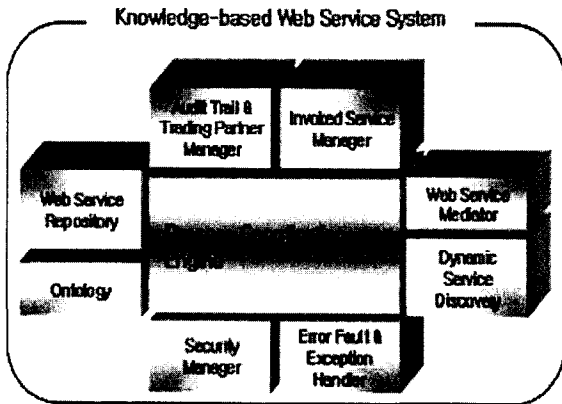 Knowledge-based Web Service System
Audit Trail &
Trading Partner
Manager
Invoked Service
Manager
Web Service
Repository
Ontology
Engine
Web Service
Mediator
Dynamic
Service
Discovery
Security
Manager
Error Fault &
Exception
Handler